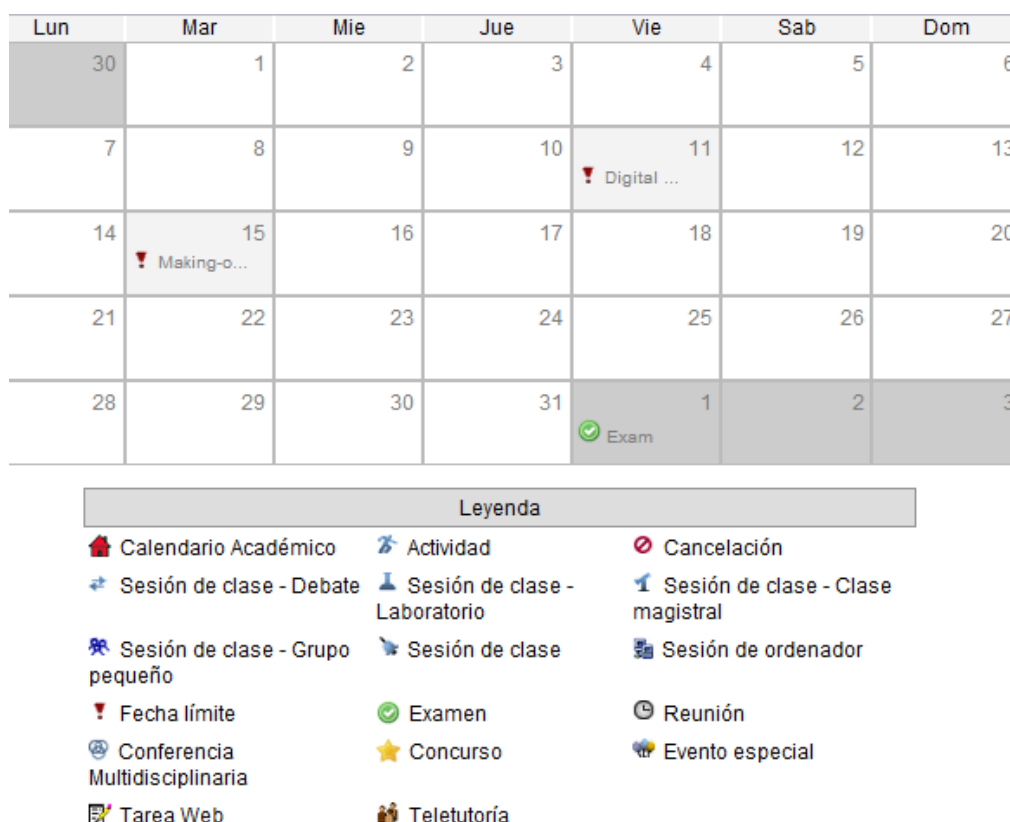 Lun Mar Mie Jue Vie Sab Dom
30 1 2 3 4 5 6
7 8 9 10 11 12 13
Digital ...
14 15 16 17 18 19 20
Making-o...
21 22 23 24 25 26 27
28 29 30 31 1 2 3
Exam
Leyenda
Calendario Académico Actividad Cancelación
Sesión de clase - Debate Sesión de clase - Sesión de clase - Clase
Laboratorio magistral
Sesión de clase - Grupo Sesión de clase Sesión de ordenador
pequeño
Fecha límite Examen Reunión
Conferencia Concurso Evento especial
Multidisciplinaria
Tarea Web Teletutoría